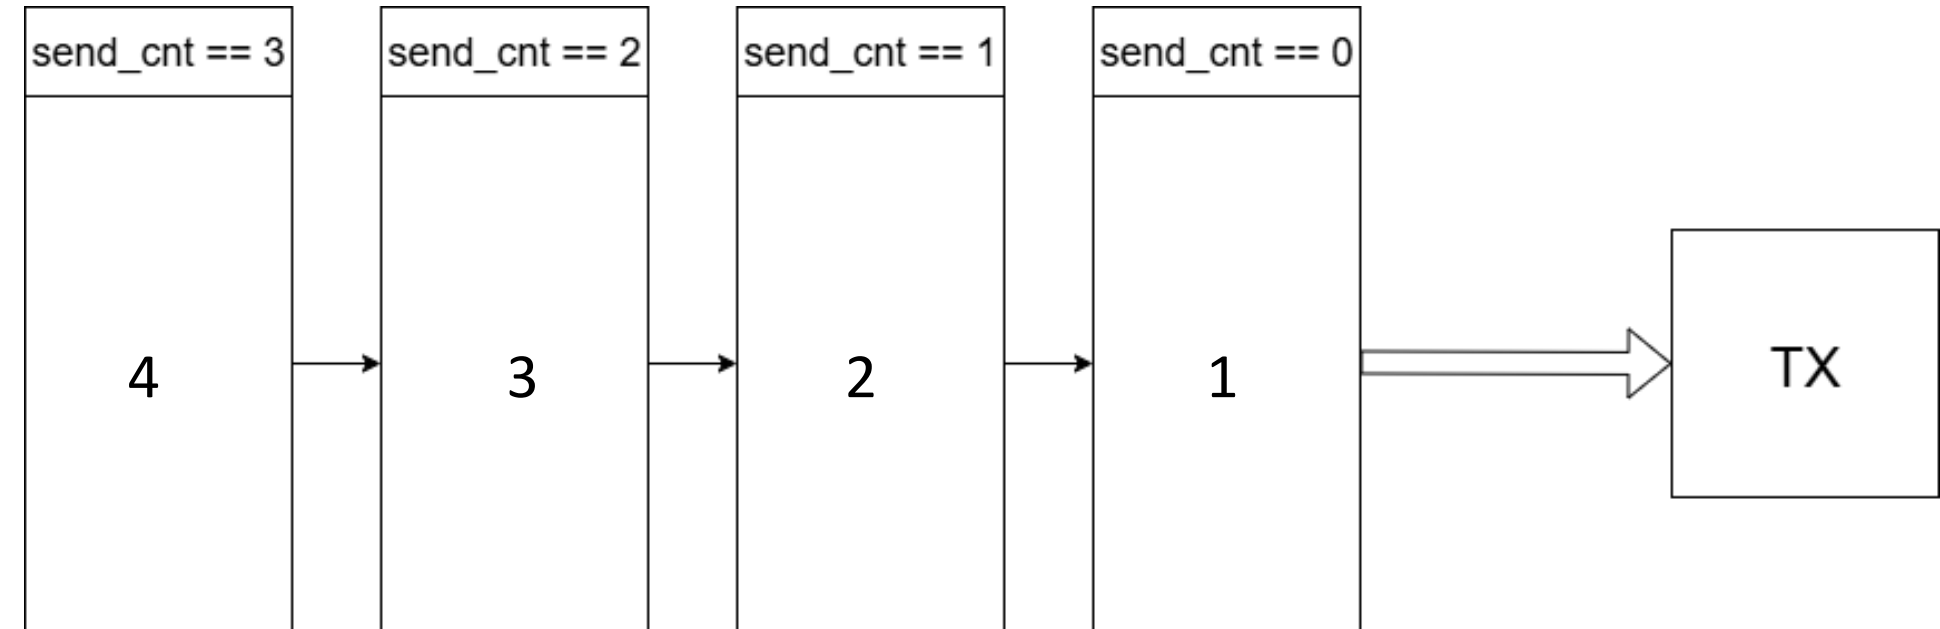 send_cnt == 3
send_cnt == 2
send_cnt == 1
send_cnt == 0
4
3
2
1
TX